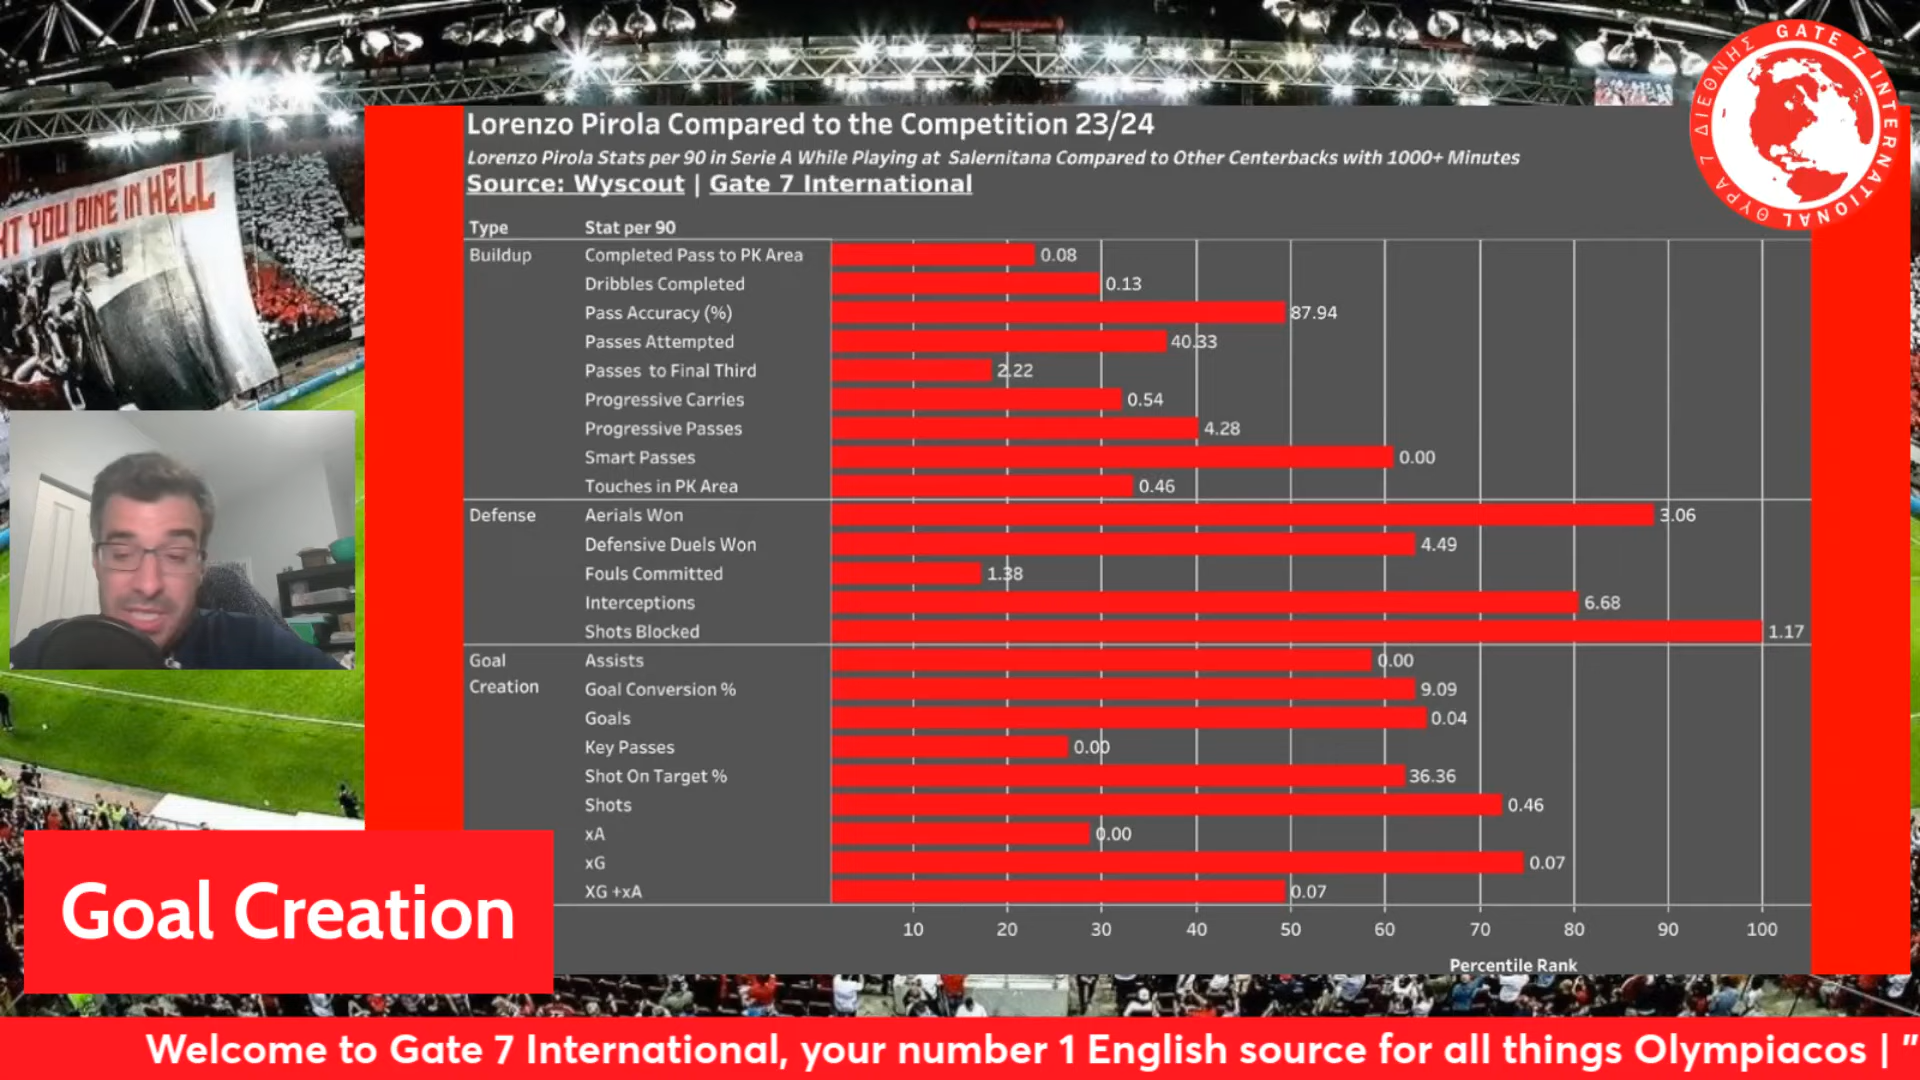 HT YOU DINE IN HELL
GATE 7 INTERNATIONAL
ΘΥΡΑ 7 ΔΙΕΘΝΗΣ
Lorenzo Pirola Compared to the Competition 23/24
Lorenzo Pirola Stats per 90 in Serie A While Playing at Salernitana Compared to Other Centerbacks with 1000+ Minutes
Source: Wyscout | Gate 7 International
Type Stat per 90
Buildup Completed Pass to PK Area 0.08
Dribbles Completed 0.13
Pass Accuracy (%) 87.94
Passes Attempted 40.33
Passes to Final Third 2.22
Progressive Carries 0.54
Progressive Passes 4.28
Smart Passes 0.00
Touches in PK Area 0.46
Defense Aerials Won 3.06
Defensive Duels Won 4.49
Fouls Committed 1.38
Interceptions 6.68
Shots Blocked 1.17
Goal Creation Assists 0.00
Goal Conversion % 9.09
Goals 0.04
Key Passes 0.00
Shot On Target % 36.36
Shots 0.46
xA 0.00
xG 0.07
XG +xA 0.07
10 20 30 40 50 60 70 80 90 100
Percentile Rank
Goal Creation
Welcome to Gate 7 International, your number 1 English source for all things Olympiacos | "